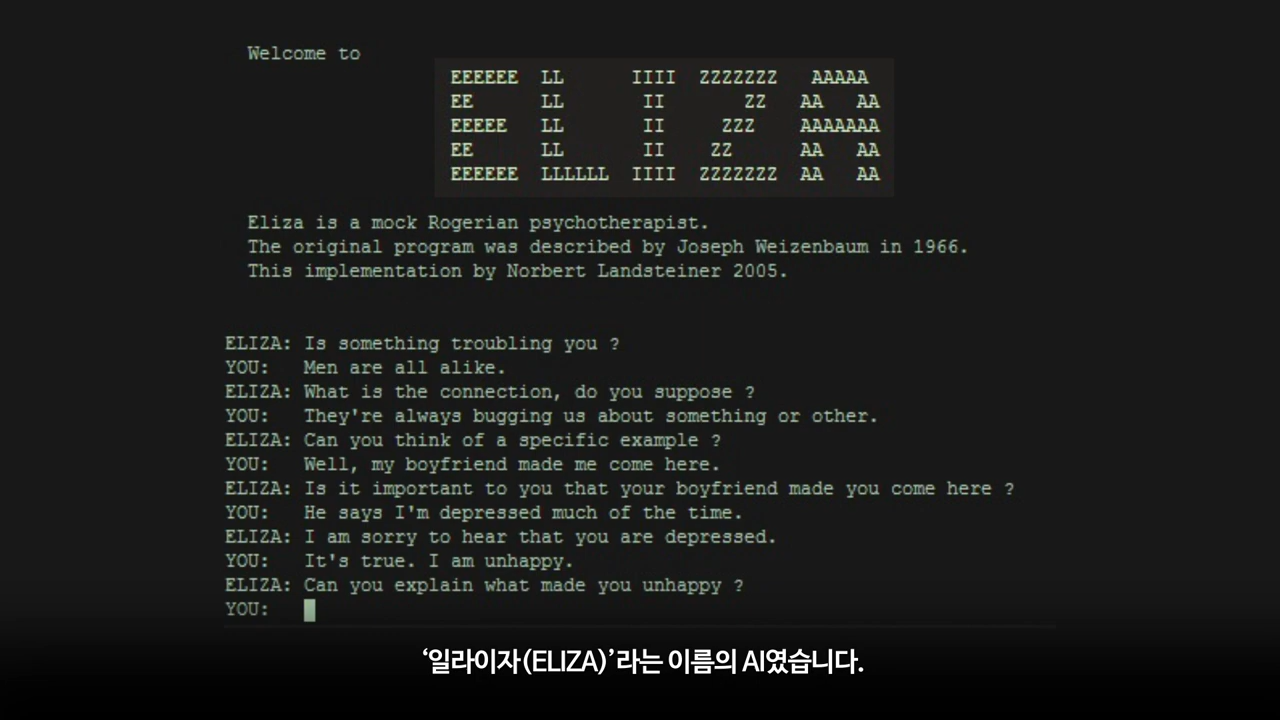 Welcome to
EEEEEE LL IIII ZZZZZZZ AAAAA
EE LL II ZZ AA AA
EEEEE LL II ZZZ AAAAAAA
EE LL II ZZ AA AA
EEEEEE LLLLLL IIII ZZZZZZZ AA AA
Eliza is a mock Rogerian psychotherapist.
The original program was described by Joseph Weizenbaum in 1966.
This implementation by Norbert Landsteiner 2005.
ELIZA: Is something troubling you ?
YOU: Men are all alike.
ELIZA: What is the connection, do you suppose ?
YOU: They're always bugging us about something or other.
ELIZA: Can you think of a specific example ?
YOU: Well, my boyfriend made me come here.
ELIZA: Is it important to you that your boyfriend made you come here ?
YOU: He says I'm depressed much of the time.
ELIZA: I am sorry to hear that you are depressed.
YOU: It's true. I am unhappy.
ELIZA: Can you explain what made you unhappy ?
YOU:
‘일라이자(ELIZA)’라는 이름의 AI였습니다.